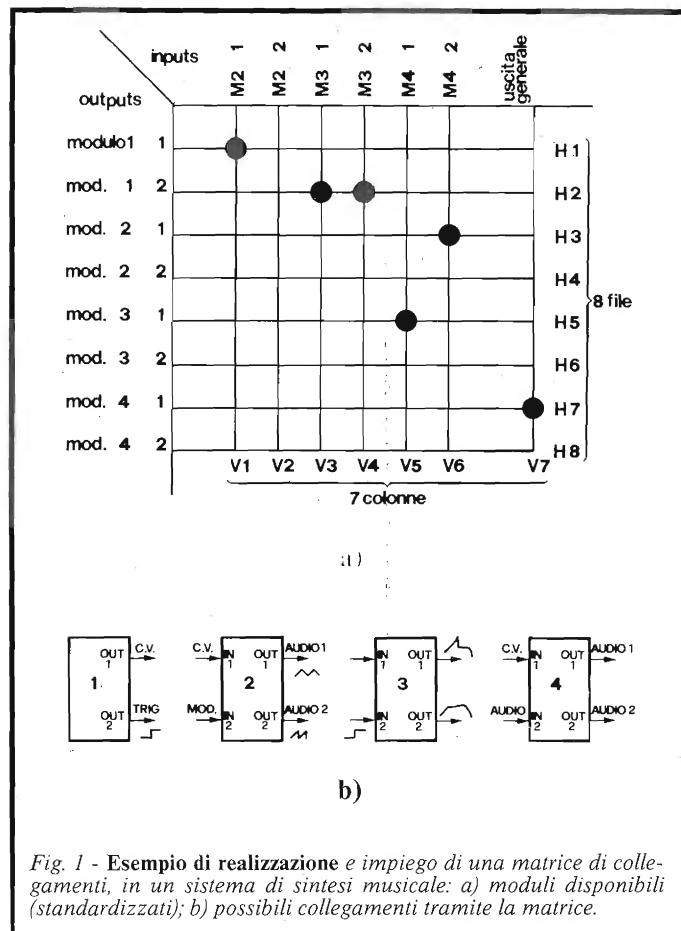 inputs
M2 1
M2 2
M3 1
M3 2
M4 1
M4 2
uscita
generale
outputs
modulo1 1 H1
mod. 1 2 H2
mod. 2 1 H3
mod. 2 2 H4
mod. 3 1 H5
mod. 3 2 H6
mod. 4 1 H7
mod. 4 2 H8
8 file
V1 V2 V3 V4 V5 V6 V7
7 colonne
a)
OUT 1 C.V.
1
OUT 2 TRIG
C.V. IN 1 OUT 1 AUDIO 1
2
MOD. IN 2 OUT 2 AUDIO 2
IN 1 OUT 1
3
IN 2 OUT 2
C.V. IN 1 OUT 1 AUDIO 1
4
AUDIO IN 2 OUT 2 AUDIO 2
b)
Fig. 1 - Esempio di realizzazione e impiego di una matrice di colle-
gamenti, in un sistema di sintesi musicale: a) moduli disponibili
(standardizzati); b) possibili collegamenti tramite la matrice.